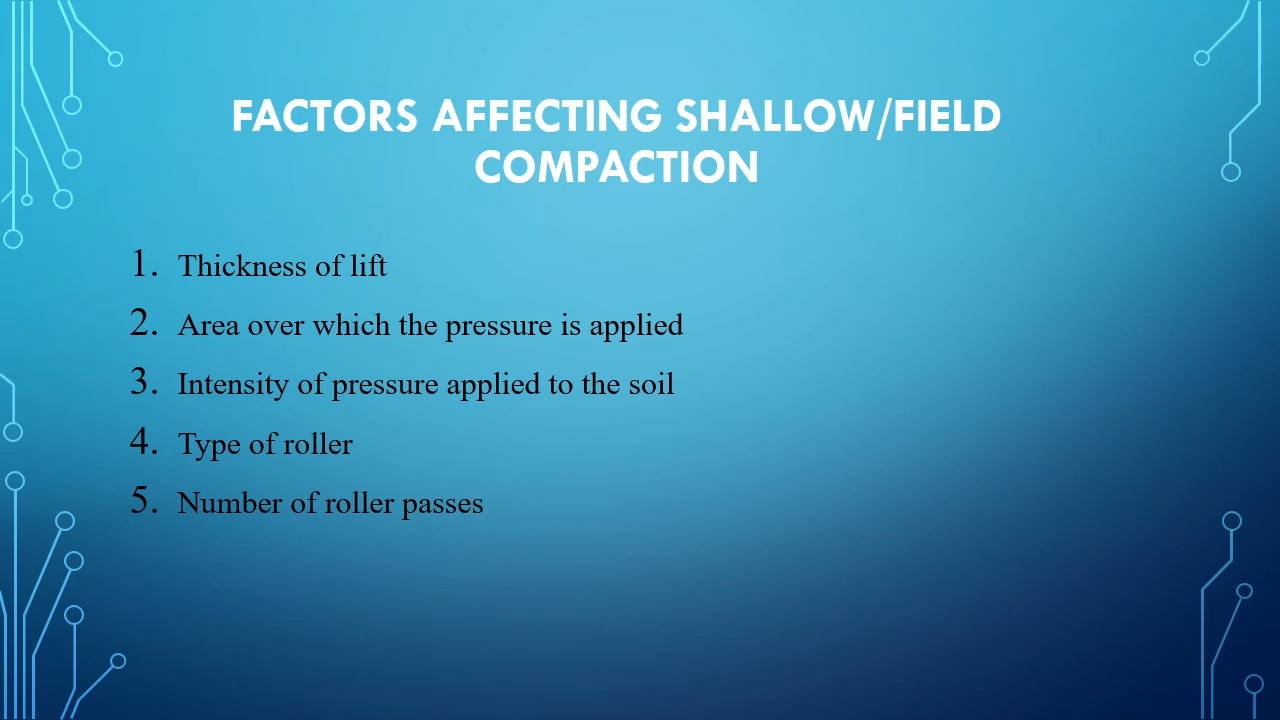 FACTORS AFFECTING SHALLOW/FIELD
COMPACTION
1. Thickness of lift
2. Area over which the pressure is applied
3. Intensity of pressure applied to the soil
4. Type of roller
5. Number of roller passes